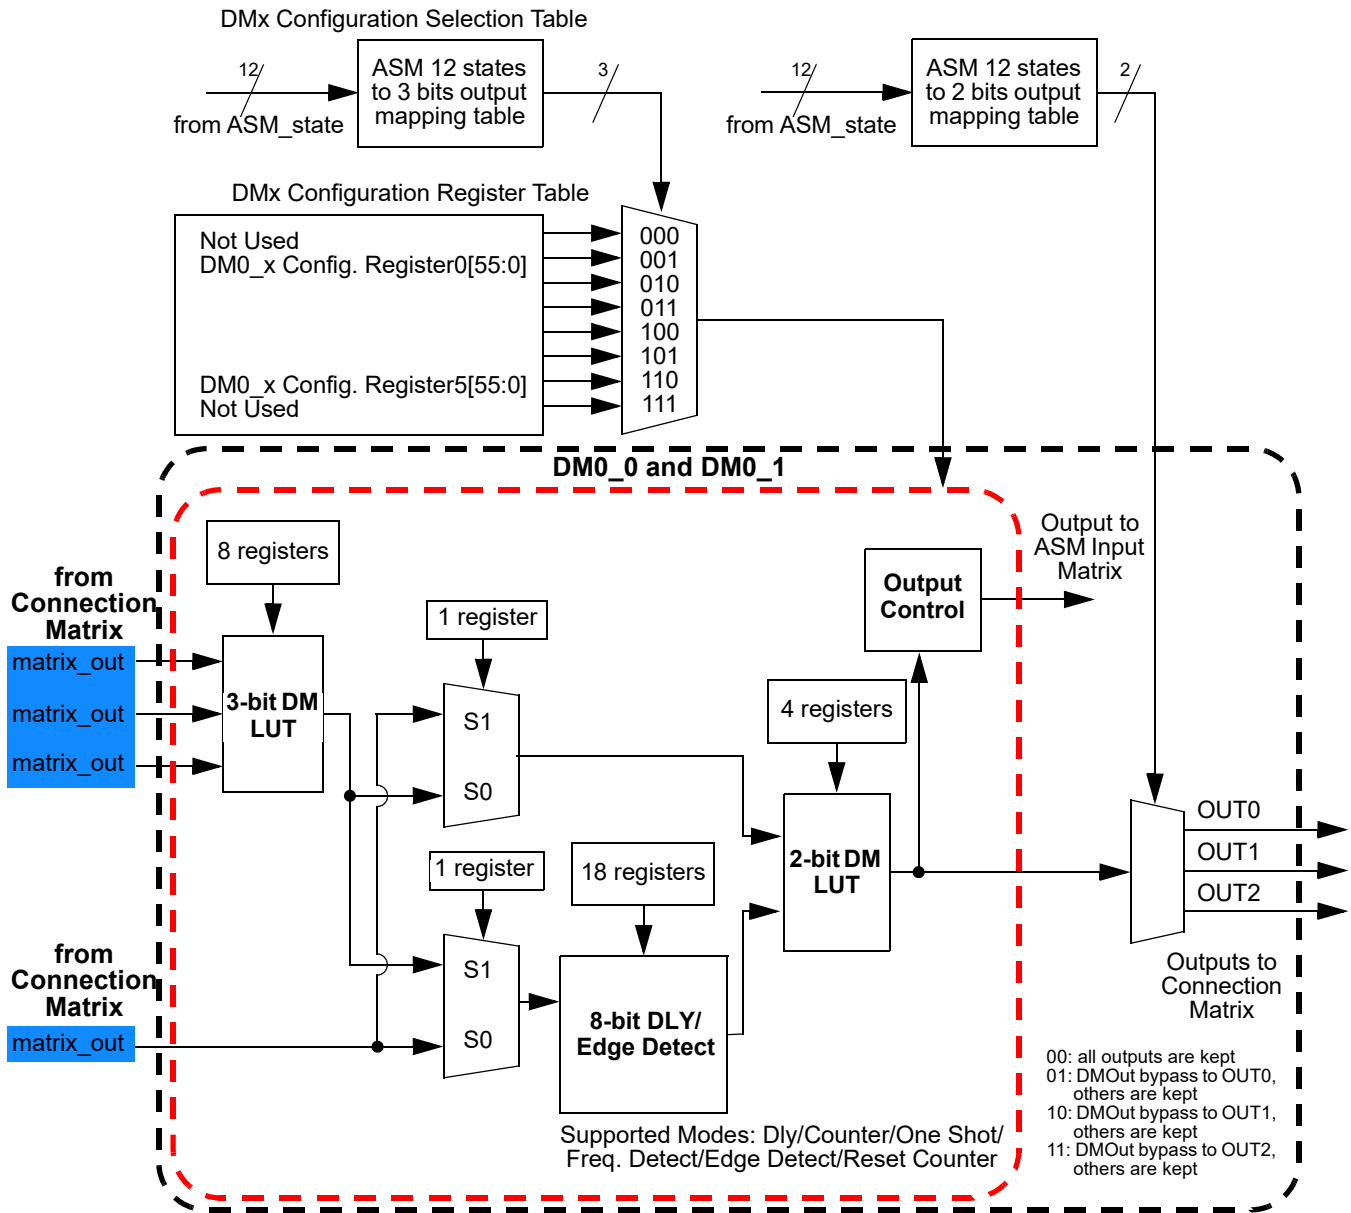 DMx Configuration Selection Table
12
ASM 12 states
to 3 bits output
mapping table
3
from ASM_state
12
ASM 12 states
to 2 bits output
mapping table
2
from ASM_state
DMx Configuration Register Table
Not Used
DM0_x Config. Register0[55:0]
DM0_x Config. Register5[55:0]
Not Used
000
001
010
011
100
101
110
111
DM0_0 and DM0_1
8 registers
from
Connection
Matrix
matrix_out
matrix_out
matrix_out
3-bit DM
LUT
1 register
S1
S0
Output
Control
Output to
ASM Input
Matrix
4 registers
2-bit DM
LUT
1 register
18 registers
S1
S0
8-bit DLY/
Edge Detect
from
Connection
Matrix
matrix_out
OUT0
OUT1
OUT2
Outputs to
Connection
Matrix
00: all outputs are kept
01: DMOut bypass to OUT0,
others are kept
10: DMOut bypass to OUT1,
others are kept
11: DMOut bypass to OUT2,
others are kept
Supported Modes: Dly/Counter/One Shot/
Freq. Detect/Edge Detect/Reset Counter